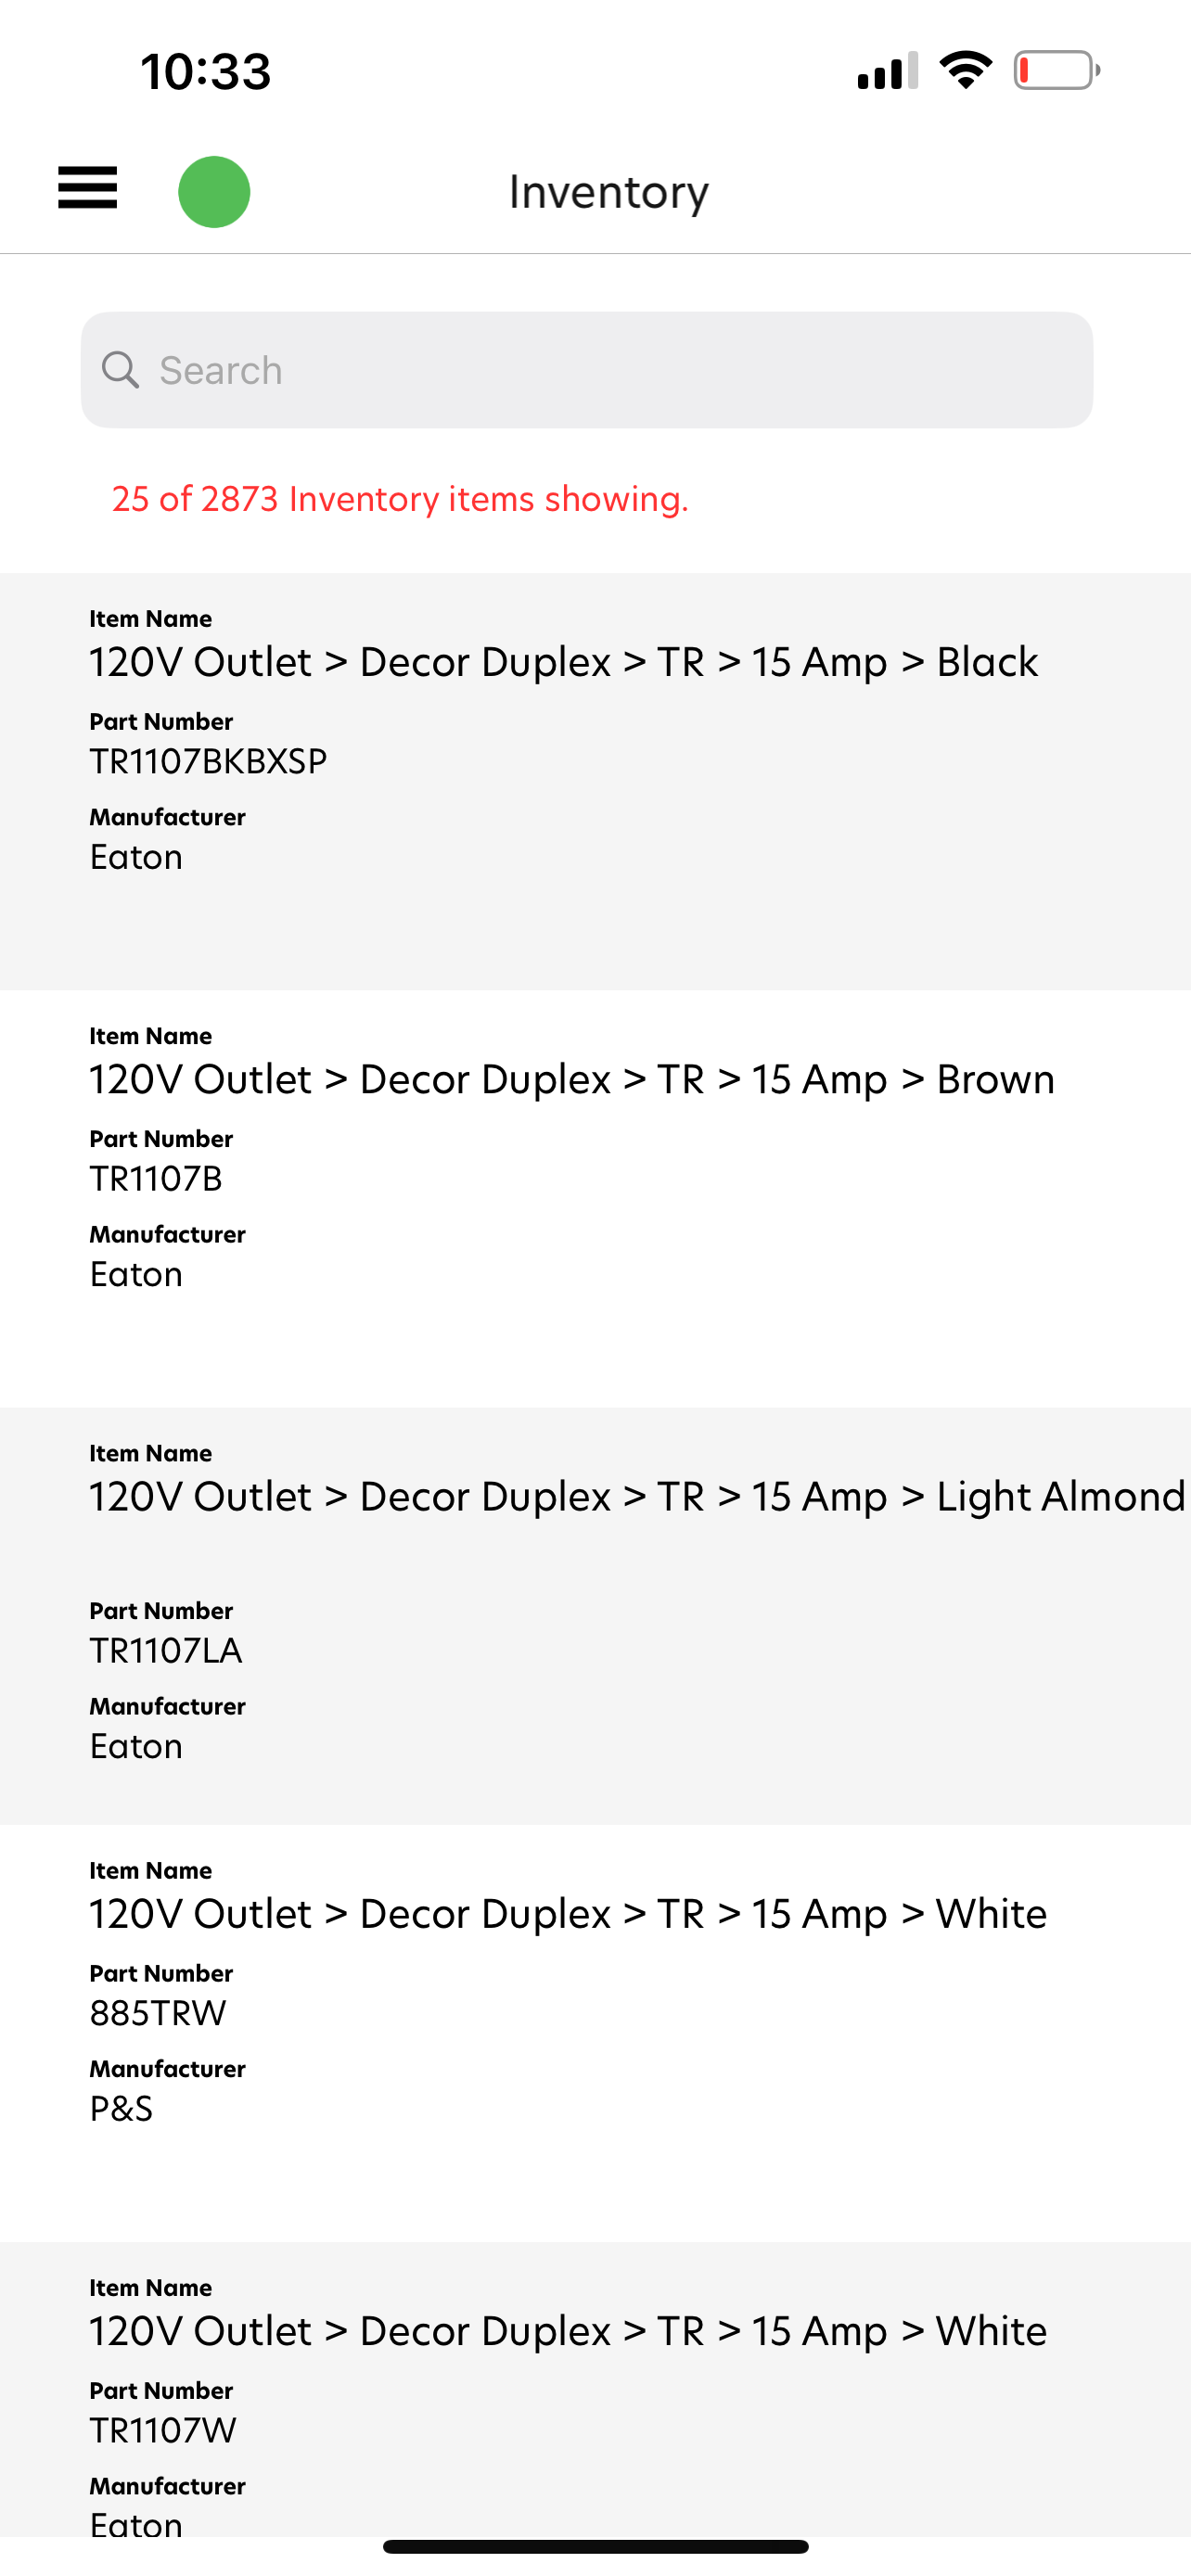 10:33
Inventory
Search
25 of 2873 Inventory items showing.
Item Name
120V Outlet > Decor Duplex > TR > 15 Amp > Black
Part Number
TR1107BKBXSP
Manufacturer
Eaton
Item Name
120V Outlet > Decor Duplex > TR > 15 Amp > Brown
Part Number
TR1107B
Manufacturer
Eaton
Item Name
120V Outlet > Decor Duplex > TR > 15 Amp > Light Almond
Part Number
TR1107LA
Manufacturer
Eaton
Item Name
120V Outlet > Decor Duplex > TR > 15 Amp > White
Part Number
885TRW
Manufacturer
P&S
Item Name
120V Outlet > Decor Duplex > TR > 15 Amp > White
Part Number
TR1107W
Manufacturer
Eaton